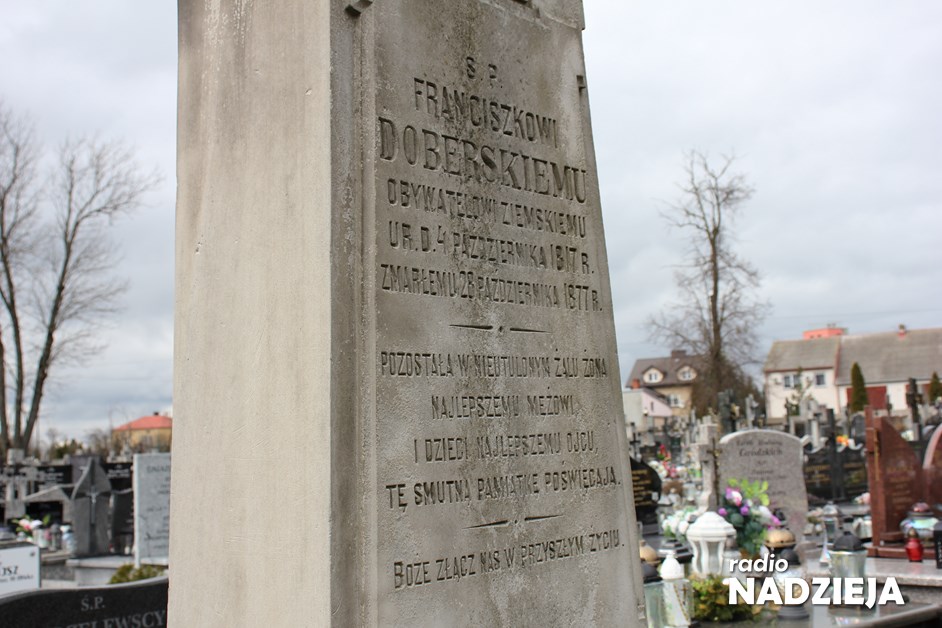 Ś. P.
FRANCISZKOWI
DOBERSKIEMU
OBYWATELOWI ZIEMSKIEMU
UR. D. 4 PAŹDZIERNIKA 1817 R.
ZMARŁEMU 28 PAŹDZIERNIKA 1877 R.
POZOSTAŁA W NIEUTULONYM ŻALU ŻONA
NAJLEPSZEMU MĘŻOWI
I DZIECI NAJLEPSZEMU OJCU,
TĘ SMUTNĄ PAMIĄTKĘ POŚWIĘCAJĄ.
BOŻE ZŁĄCZ NAS W PRZYSZŁYM ŻYCIU.
Ś.P.
radio
NADZIEJA